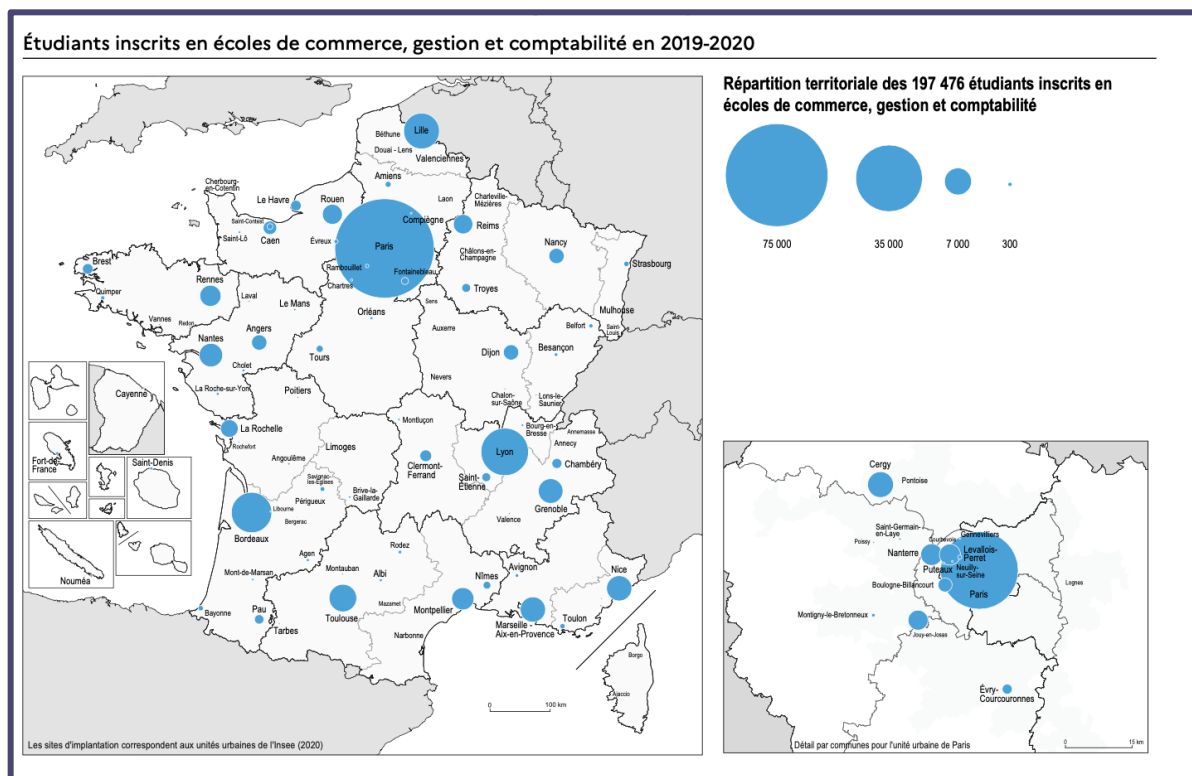 Étudiants inscrits en écoles de commerce, gestion et comptabilité en 2019-2020
Répartition territoriale des 197 476 étudiants inscrits en
écoles de commerce, gestion et comptabilité
75 000
35 000
7 000
300
Lille
Béthune
Douai - Lens
Valenciennes
Amiens
Cherbourg-
en-Cotentin
Le Havre
Rouen
Laon
Charleville-
Mézières
Compiègne
Reims
Saint-Contest
Caen
Saint-Lô
Évreux
Paris
Nancy
Châlons-en-
Champagne
Strasbourg
Rambouillet
Fontainebleau
Chartres
Brest
Quimper
Rennes
Laval
Le Mans
Troyes
Sens
Orléans
Mulhouse
Vannes
Redon
Angers
Auxerre
Belfort
Saint-
Louis
Nantes
Cholet
Tours
Dijon
Besançon
La Roche-sur-Yon
Poitiers
Nevers
Chalon-
sur-Saône
Lons-le-
Saunier
Cayenne
Montluçon
Bourg-en-
Bresse
Annemasse
Annecy
La Rochelle
Rochefort
Limoges
Lyon
Fort-de-
France
Saint-Denis
Angoulême
Savignac-
les-Eglises
Clermont-
Ferrand
Saint-
Étienne
Chambéry
Périgueux
Brive-la-
Gaillarde
Grenoble
Libourne
Bordeaux
Bergerac
Valence
Nouméa
Agen
Rodez
Mont-de-Marsan
Montauban
Albi
Nîmes
Avignon
Nice
Bayonne
Pau
Tarbes
Toulouse
Mazamet
Montpellier
Marseille -
Aix-en-Provence
Toulon
Narbonne
Borgo
Ajaccio
0
100 km
Les sites d'implantation correspondent aux unités urbaines de l'Insee (2020)
Cergy
Pontoise
Saint-Germain-
en-Laye
Poissy
Courbevoie
Gennevilliers
Nanterre
Levallois-
Perret
Puteaux
Neuilly-
sur-Seine
Boulogne-Billancourt
Paris
Lognes
Montigny-le-Bretonneux
Jouy-en-Josas
Évry-
Courcouronnes
0
15 km
Détail par communes pour l'unité urbaine de Paris